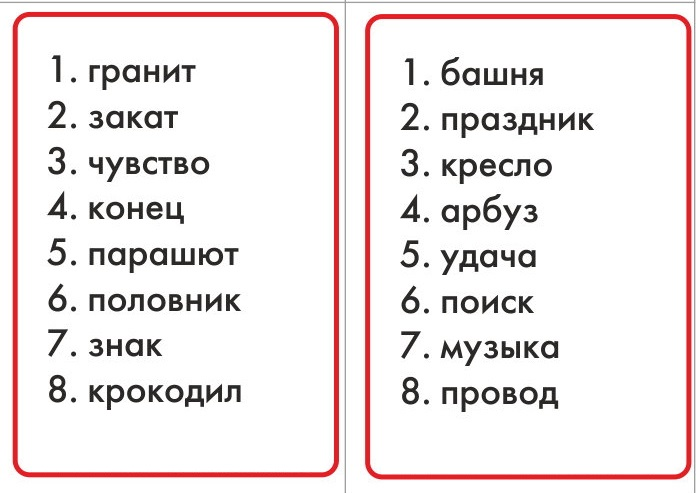 1. гранит
2. закат
3. чувство
4. конец
5. парашют
6. половник
7. знак
8. крокодил
1. башня
2. праздник
3. кресло
4. арбуз
5. удача
6. поиск
7. музыка
8. провод